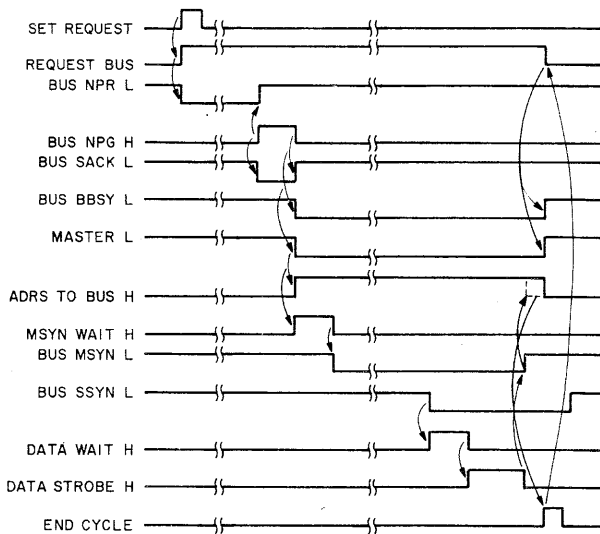 SET REQUEST
REQUEST BUS
BUS NPR L
BUS NPG H
BUS SACK L
BUS BBSY L
MASTER L
ADRS TO BUS H
MSYN WAIT H
BUS MSYN L
BUS SSYN L
DATA WAIT H
DATA STROBE H
END CYCLE